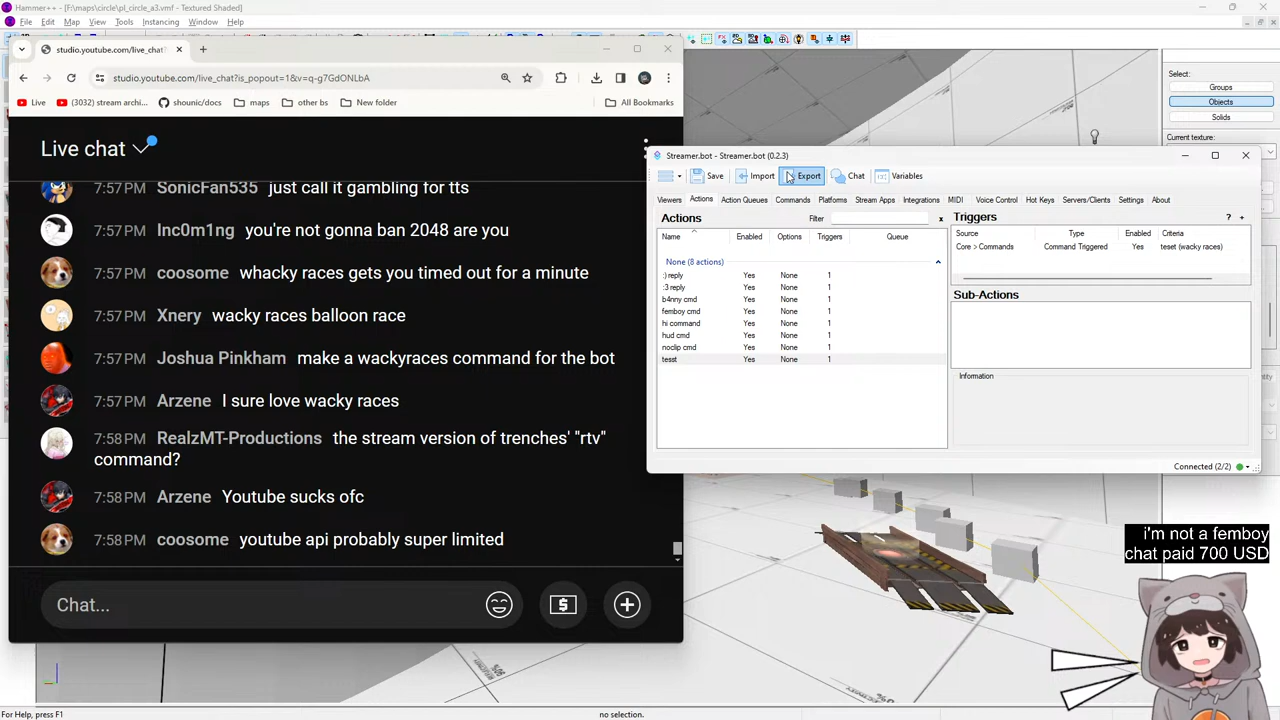 Hammer++ - [F:\maps\circle\pl_circle_a3.vmf - Textured Shaded]
File Edit Map View Tools Instancing Window Help
studio.youtube.com/live_chat?
studio.youtube.com/live_chat?is_popout=1&v=q-g7GdONLbA
Live (3032) stream archi... shounic/docs maps other bs New folder All Bookmarks
Live chat
7:57 PM SonicFan535 just call it gambling for tts
7:57 PM Inc0m1ng you're not gonna ban 2048 are you
7:57 PM coosome whacky races gets you timed out for a minute
7:57 PM Xnery wacky races balloon race
7:57 PM Joshua Pinkham make a wackyraces command for the bot
7:57 PM Arzene I sure love wacky races
7:58 PM RealzMT-Productions the stream version of trenches' "rtv"
command?
7:58 PM Arzene Youtube sucks ofc
7:58 PM coosome youtube api probably super limited
Chat...
Select:
Groups
Objects
Solids
Current texture:
Streamer.bot - Streamer.bot (0.2.3)
Save Import Export Chat Variables
Viewers Actions Action Queues Commands Platforms Stream Apps Integrations MIDI Voice Control Hot Keys Servers/Clients Settings About
Actions Filter x
Name Enabled Options Triggers Queue
None (8 actions)
:) reply Yes None 1
:3 reply Yes None 1
b4nny cmd Yes None 1
femboy cmd Yes None 1
hi command Yes None 1
hud cmd Yes None 1
noclip cmd Yes None 1
tesst Yes None 1
Triggers ? +
Source Type Enabled Criteria
Core > Commands Command Triggered Yes teset (wacky races)
Sub-Actions
Information
Connected (2/2)
i'm not a femboy
chat paid 700 USD
For Help, press F1
no selection.